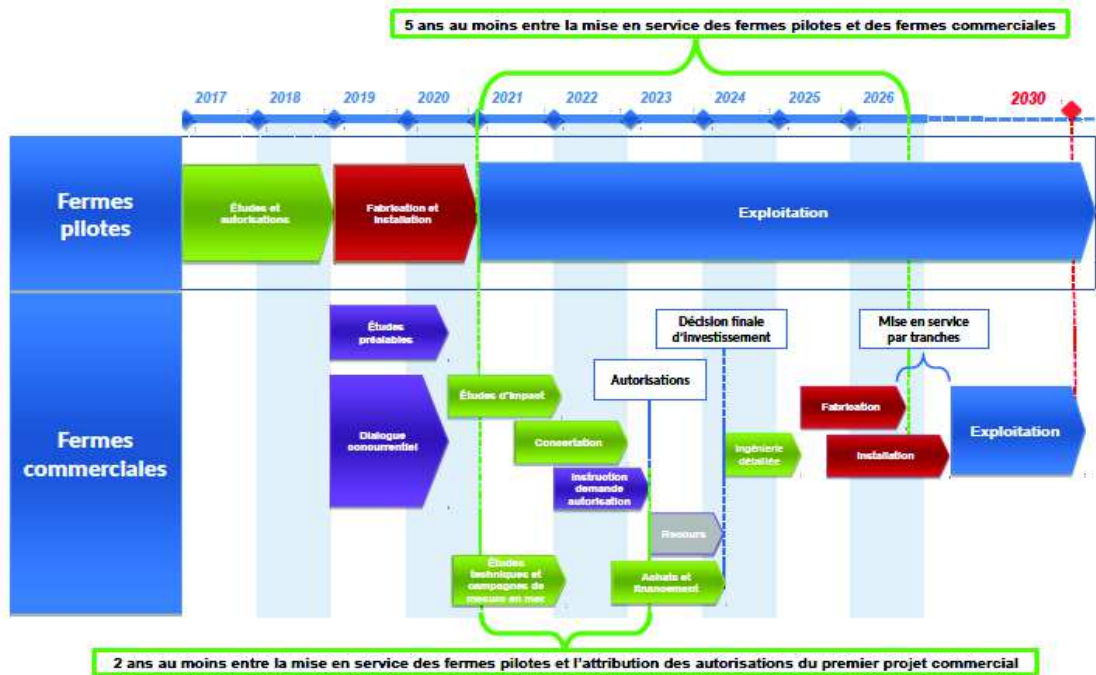 5 ans au moins entre la mise en service des fermes pilotes et des fermes commerciales
2017
2018
2019
2020
2021
2022
2023
2024
2025
2026
2030
Fermes
pilotes
Études et
autorisations
Fabrication et
installation
Exploitation
Fermes
commerciales
Études
préalables
Dialogue
concurrentiel
Études d'impact
Concertation
Instruction
demande
autorisation
Études
techniques et
campagnes de
mesure en mer
Autorisations
Recours
Achats et
financement
Décision finale
d'investissement
Ingénierie
détaillée
Fabrication
Installation
Mise en service
par tranches
Exploitation
2 ans au moins entre la mise en service des fermes pilotes et l'attribution des autorisations du premier projet commercial